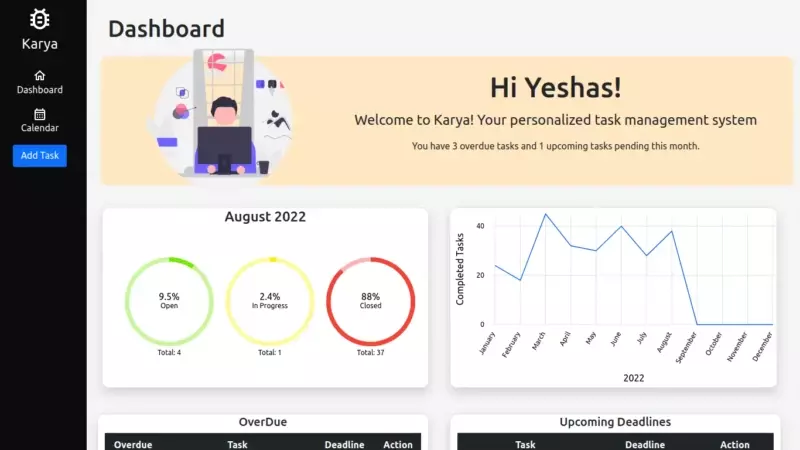 Karya
Dashboard
Calendar
Add Task
Dashboard
Hi Yeshas!
Welcome to Karya! Your personalized task management system
You have 3 overdue tasks and 1 upcoming tasks pending this month.
August 2022
9.5%
Open
Total: 4
2.4%
In Progress
Total: 1
88%
Closed
Total: 37
Completed Tasks
40
20
0
January
February
March
April
May
June
July
August
September
October
November
December
2022
OverDue
Overdue Task Deadline Action
Upcoming Deadlines
Task Deadline Action